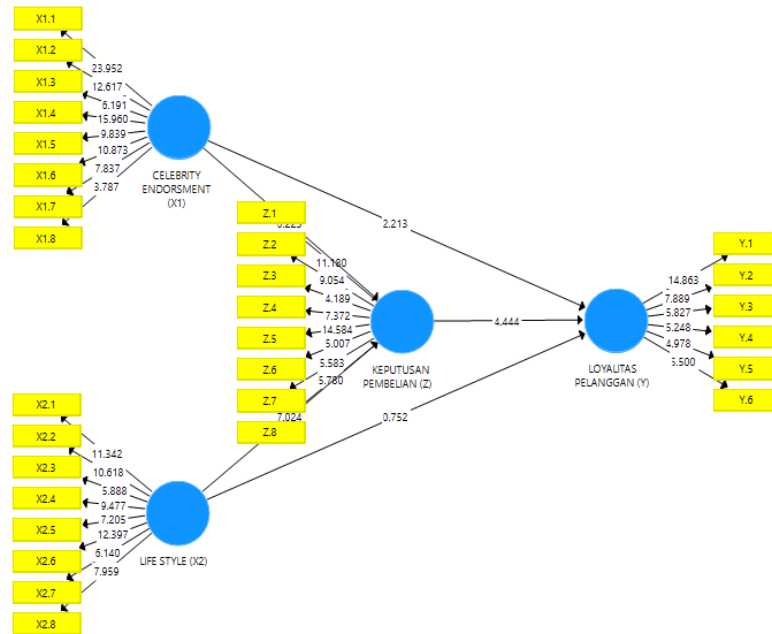 X1.1
X1.2
X1.3
X1.4
X1.5
X1.6
X1.7
X1.8
23.952
12.617
6.191
15.960
9.839
10.873
7.837
3.787
CELEBRITY
ENDORSMENT
(X1)
2.213
Z.1
Z.2
Z.3
Z.4
Z.5
Z.6
Z.7
Z.8
11.180
9.054
4.189
7.372
14.584
5.007
5.583
5.780
7.024
KEPUTUSAN
PEMBELIAN (Z)
4.444
0.752
Y.1
Y.2
Y.3
Y.4
Y.5
Y.6
14.863
7.889
5.827
5.248
4.978
5.500
LOYALITAS
PELANGGAN (Y)
X2.1
X2.2
X2.3
X2.4
X2.5
X2.6
X2.7
X2.8
11.342
10.618
5.888
9.477
7.205
12.397
6.140
7.959
LIFE STYLE (X2)